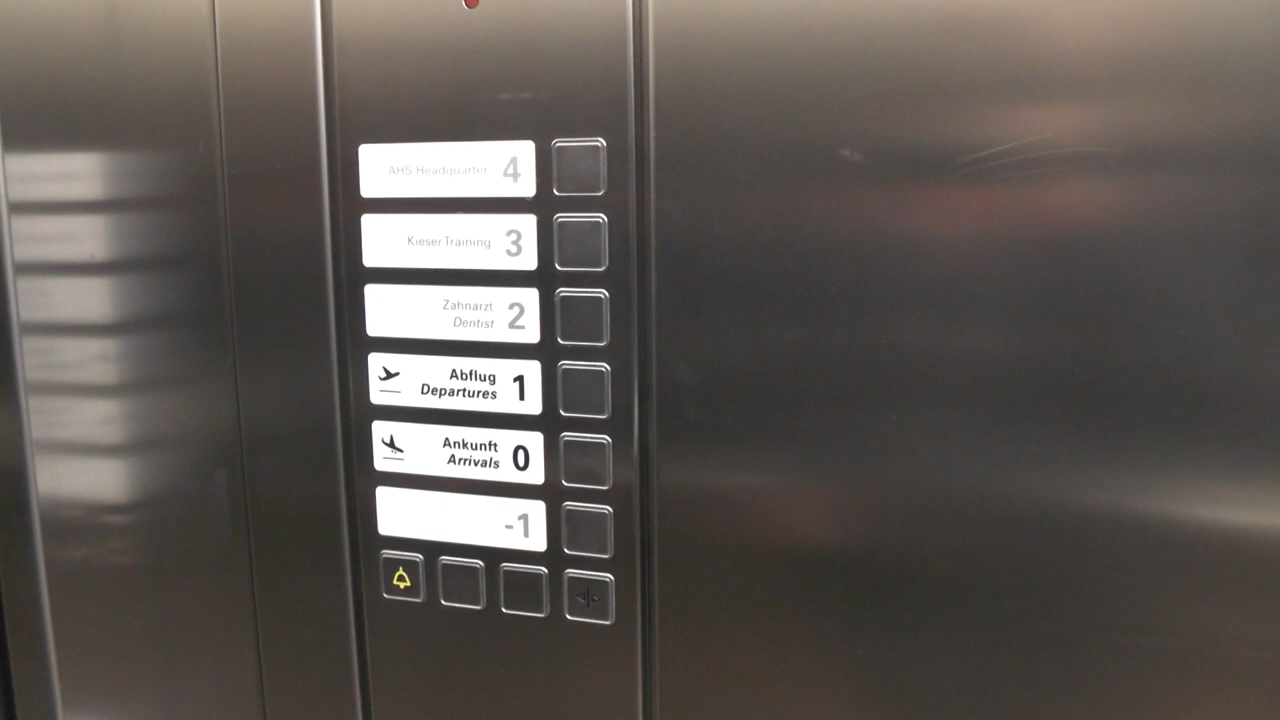 AHS Headquarter 4
Kieser Training 3
Zahnarzt
Dentist 2
Abflug
Departures 1
Ankunft
Arrivals 0
-1